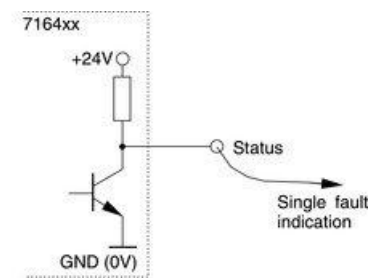 7164xx
+24V
Status
Single fault
indication
GND (0V)